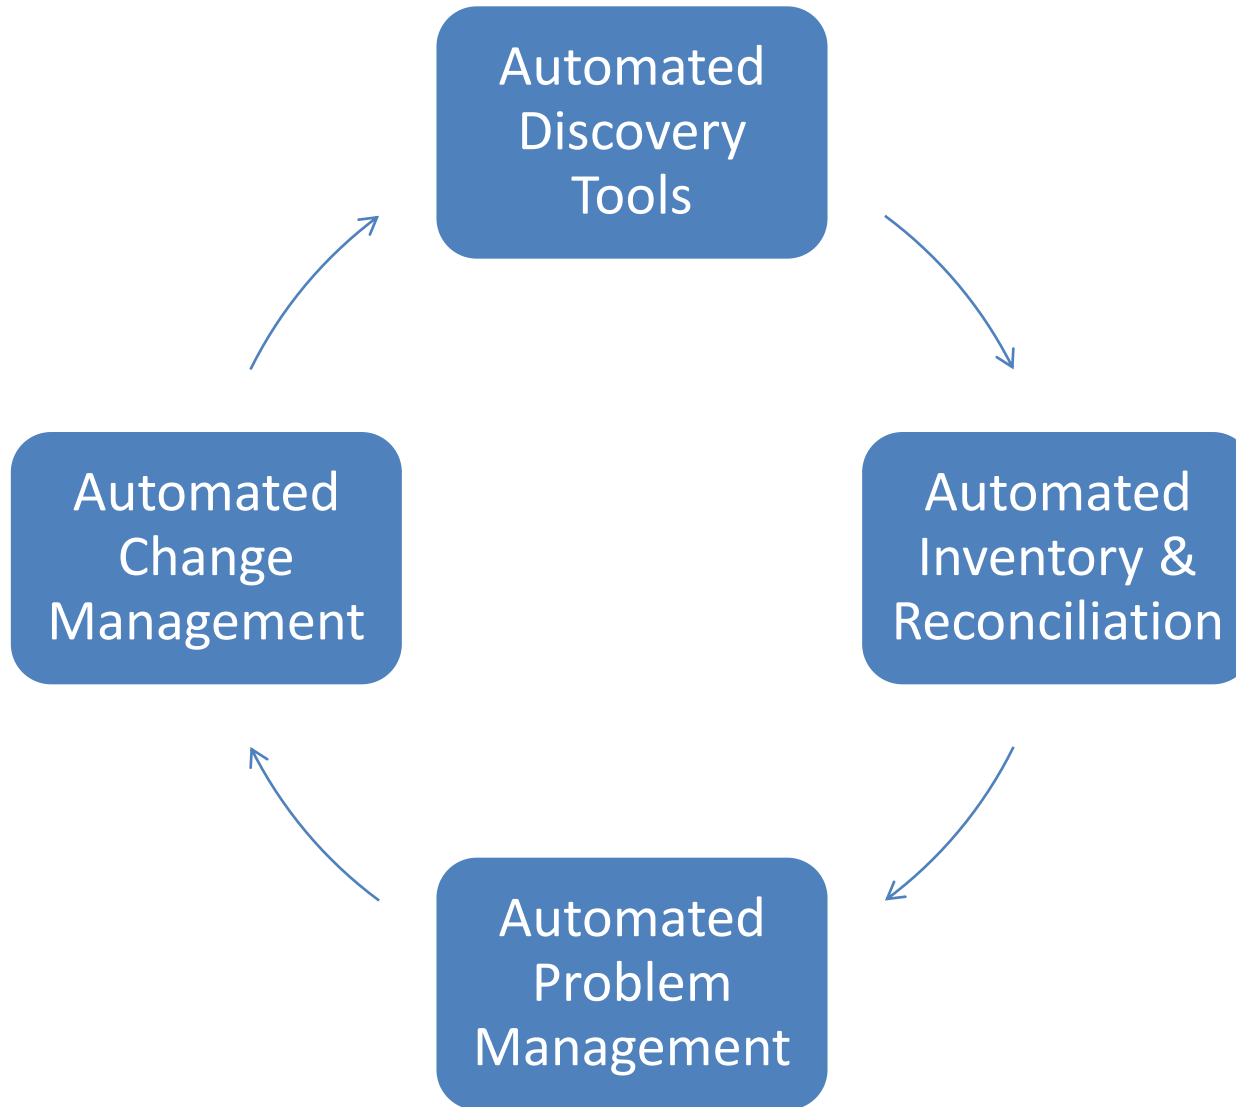 Automated
Discovery
Tools
Automated
Inventory &
Reconciliation
Automated
Problem
Management
Automated
Change
Management